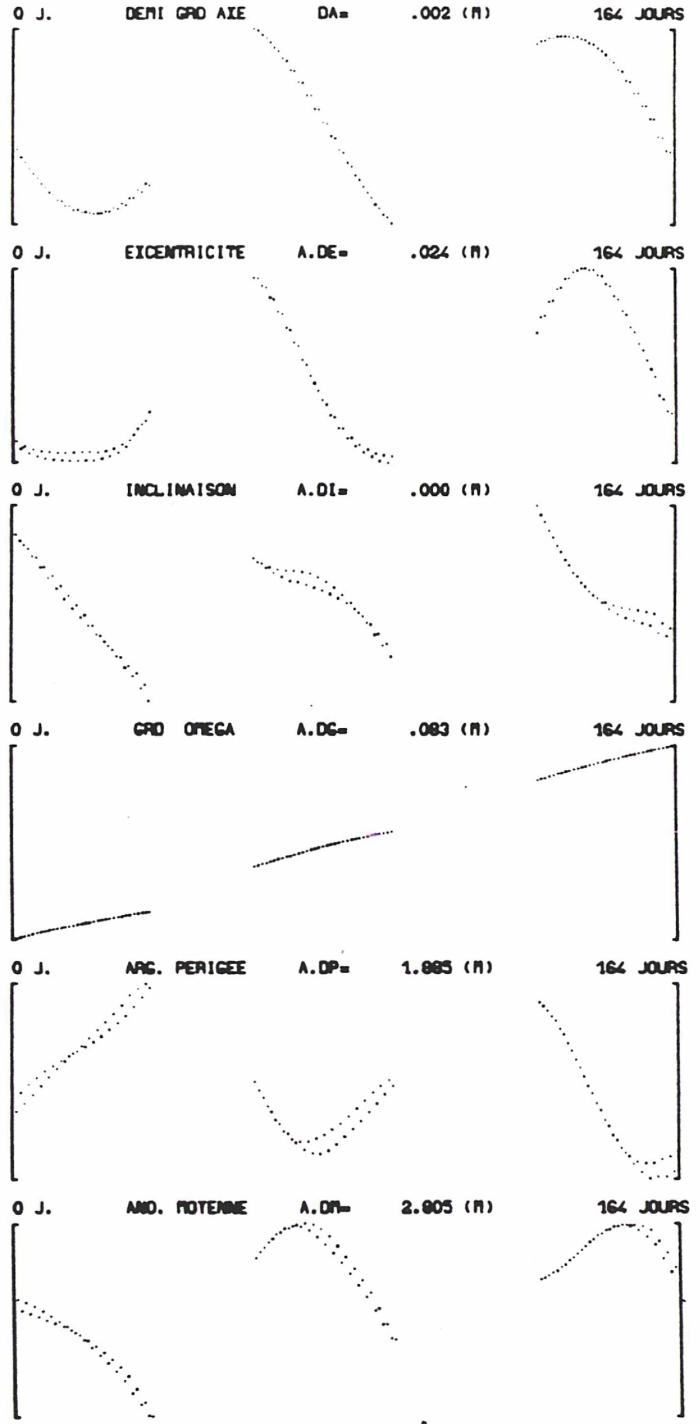 0 J. DEMI GRD AXE DA= .002 (M) 164 JOURS
0 J. EXCENTRICITE A.DE= .024 (M) 164 JOURS
0 J. INCLINAISON A.DI= .000 (M) 164 JOURS
0 J. GRD OMEGA A.DG= .083 (M) 164 JOURS
0 J. ARG. PERIGEE A.DP= 1.885 (M) 164 JOURS
0 J. ANO. MOYENNE A.DM= 2.805 (M) 164 JOURS